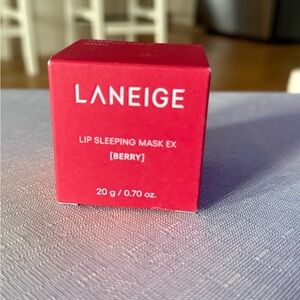 LANEIGE
LIP SLEEPING MASK EX
[BERRY]
20 g / 0.70 oz.